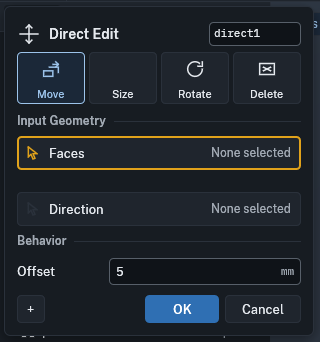 Direct Edit direct1
Move Size Rotate Delete
Input Geometry
Faces None selected
Direction None selected
Behavior
Offset 5 mm
+ OK Cancel